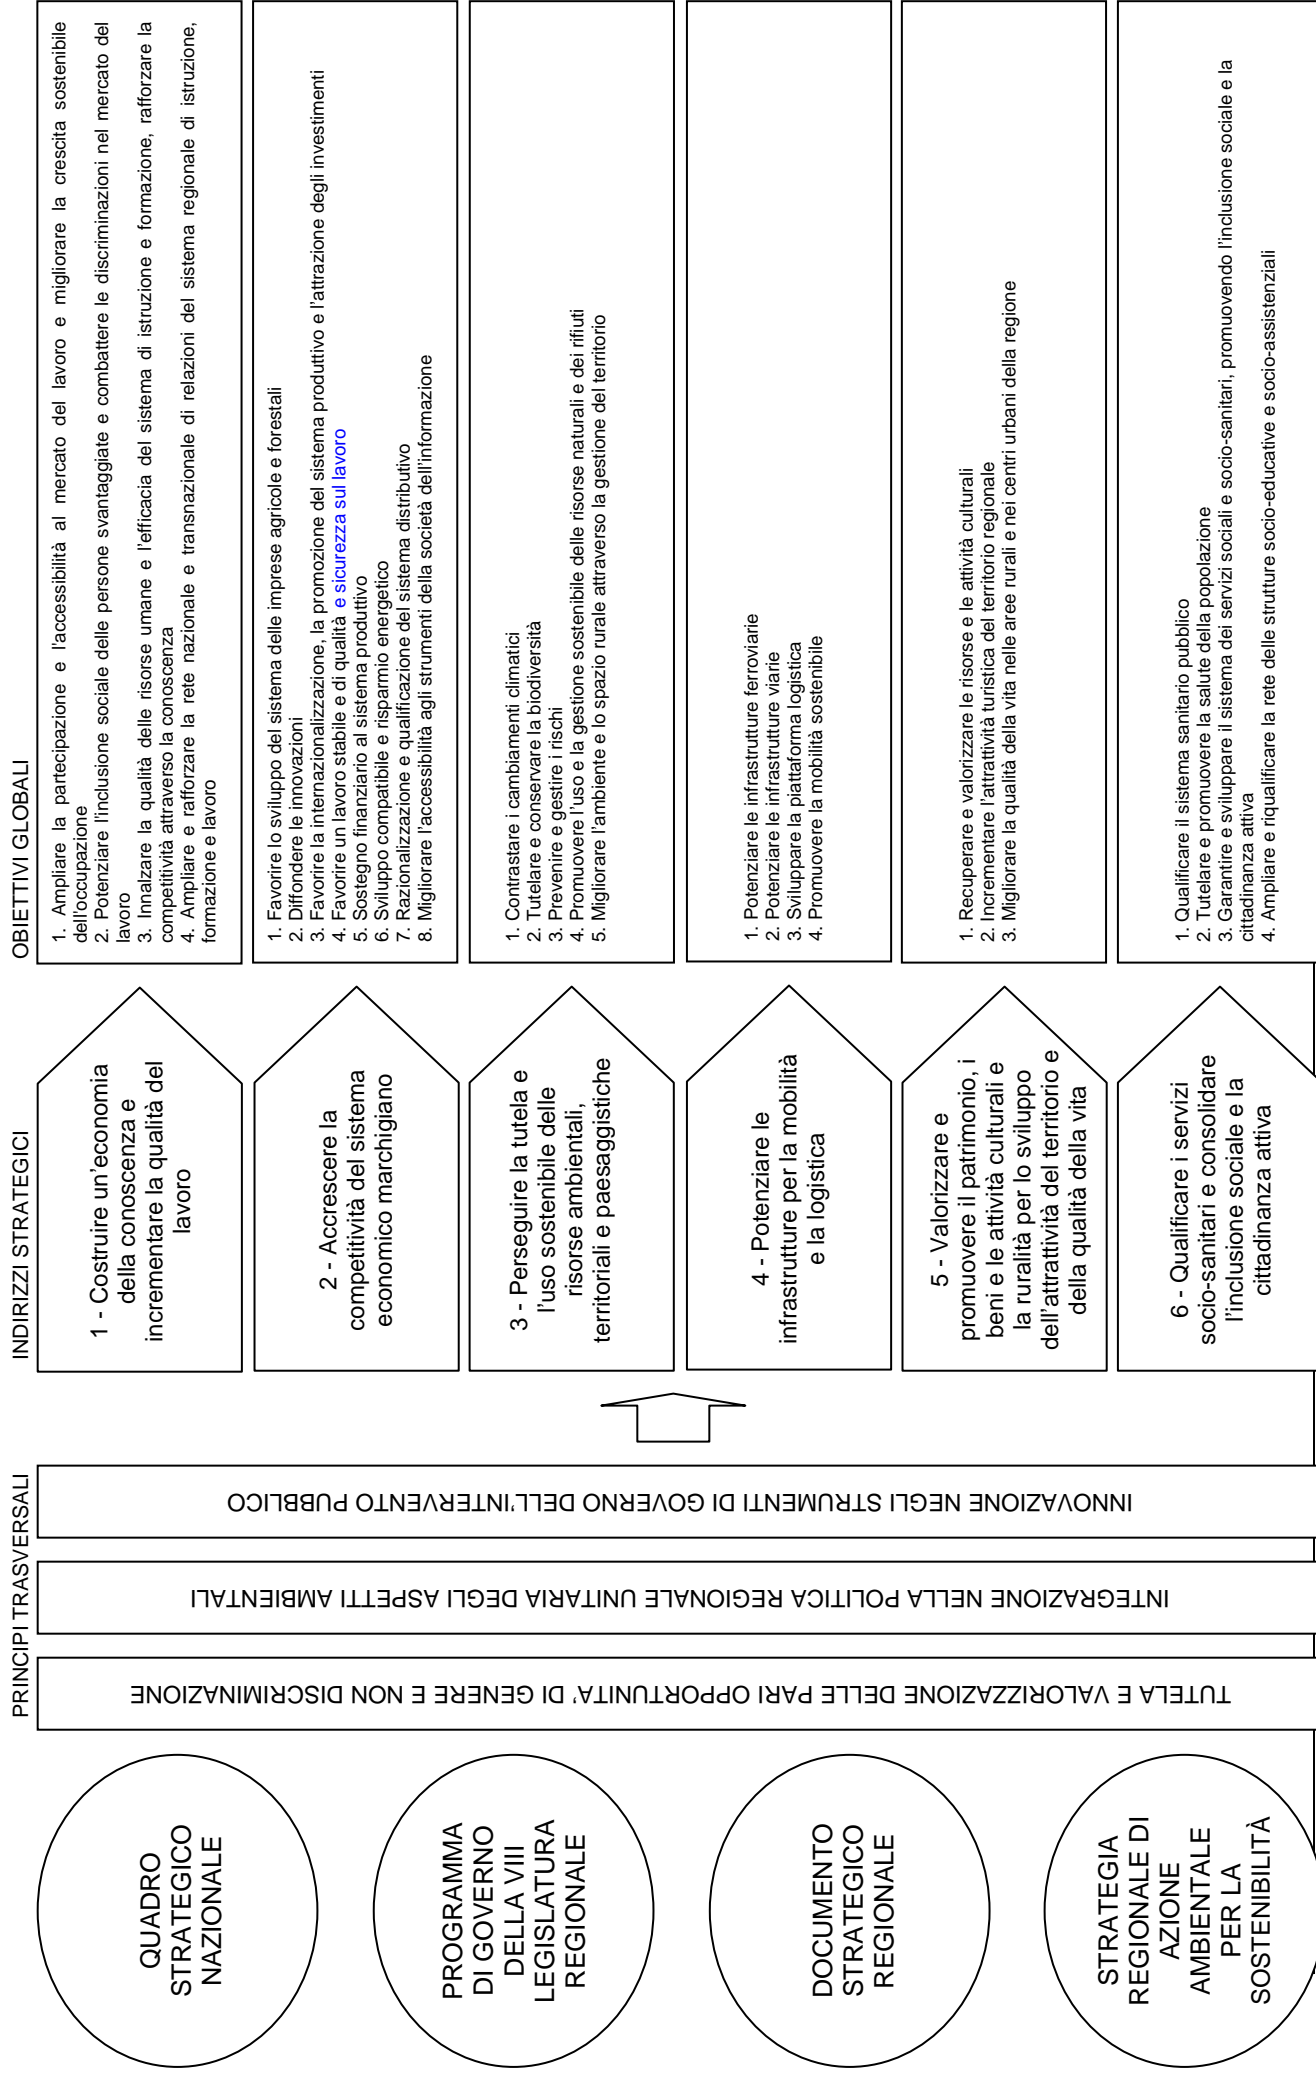 QUADRO
STRATEGICO
NAZIONALE
PROGRAMMA
DI GOVERNO
DELLA VIII
LEGISLATURA
REGIONALE
DOCUMENTO
STRATEGICO
REGIONALE
STRATEGIA
REGIONALE DI
AZIONE
AMBIENTALE
PER LA
SOSTENIBILITÀ
PRINCIPI TRASVERSALI
TUTELA E VALORIZZAZIONE DELLE PARI OPPORTUNITA' DI GENERE E NON DISCRIMINAZIONE
INTEGRAZIONE NELLA POLITICA REGIONALE UNITARIA DEGLI ASPETTI AMBIENTALI
INNOVAZIONE NEGLI STRUMENTI DI GOVERNO DELL'INTERVENTO PUBBLICO
INDIRIZZI STRATEGICI
1 - Costruire un'economia
della conoscenza e
incrementare la qualità del
lavoro
2 - Accrescere la
competitività del sistema
economico marchigiano
3 - Perseguire la tutela e
l'uso sostenibile delle
risorse ambientali,
territoriali e paesaggistiche
4 - Potenziare le
infrastrutture per la mobilità
e la logistica
5 - Valorizzare e
promuovere il patrimonio, i
beni e le attività culturali e
la ruralità per lo sviluppo
dell'attrattività del territorio e
della qualità della vita
6 - Qualificare i servizi
socio-sanitari e consolidare
l'inclusione sociale e la
cittadinanza attiva
OBIETTIVI GLOBALI
1. Ampliare la partecipazione e l'accessibilità al mercato del lavoro e migliorare la crescita sostenibile
dell'occupazione
2. Potenziare l'inclusione sociale delle persone svantaggiate e combattere le discriminazioni nel mercato del
lavoro
3. Innalzare la qualità delle risorse umane e l'efficacia del sistema di istruzione e formazione, rafforzare la
competitività attraverso la conoscenza
4. Ampliare e rafforzare la rete nazionale e transnazionale di relazioni del sistema regionale di istruzione,
formazione e lavoro
1. Favorire lo sviluppo del sistema delle imprese agricole e forestali
2. Diffondere le innovazioni
3. Favorire la internazionalizzazione, la promozione del sistema produttivo e l'attrazione degli investimenti
4. Favorire un lavoro stabile e di qualità e sicurezza sul lavoro
5. Sostegno finanziario al sistema produttivo
6. Sviluppo compatibile e risparmio energetico
7. Razionalizzazione e qualificazione del sistema distributivo
8. Migliorare l'accessibilità agli strumenti della società dell'informazione
1. Contrastare i cambiamenti climatici
2. Tutelare e conservare la biodiversità
3. Prevenire e gestire i rischi
4. Promuovere l'uso e la gestione sostenibile delle risorse naturali e dei rifiuti
5. Migliorare l'ambiente e lo spazio rurale attraverso la gestione del territorio
1. Potenziare le infrastrutture ferroviarie
2. Potenziare le infrastrutture viarie
3. Sviluppare la piattaforma logistica
4. Promuovere la mobilità sostenibile
1. Recuperare e valorizzare le risorse e le attività culturali
2. Incrementare l'attrattività turistica del territorio regionale
3. Migliorare la qualità della vita nelle aree rurali e nei centri urbani della regione
1. Qualificare il sistema sanitario pubblico
2. Tutelare e promuovere la salute della popolazione
3. Garantire e sviluppare il sistema dei servizi sociali e socio-sanitari, promuovendo l'inclusione sociale e la
cittadinanza attiva
4. Ampliare e riqualificare la rete delle strutture socio-educative e socio-assistenziali